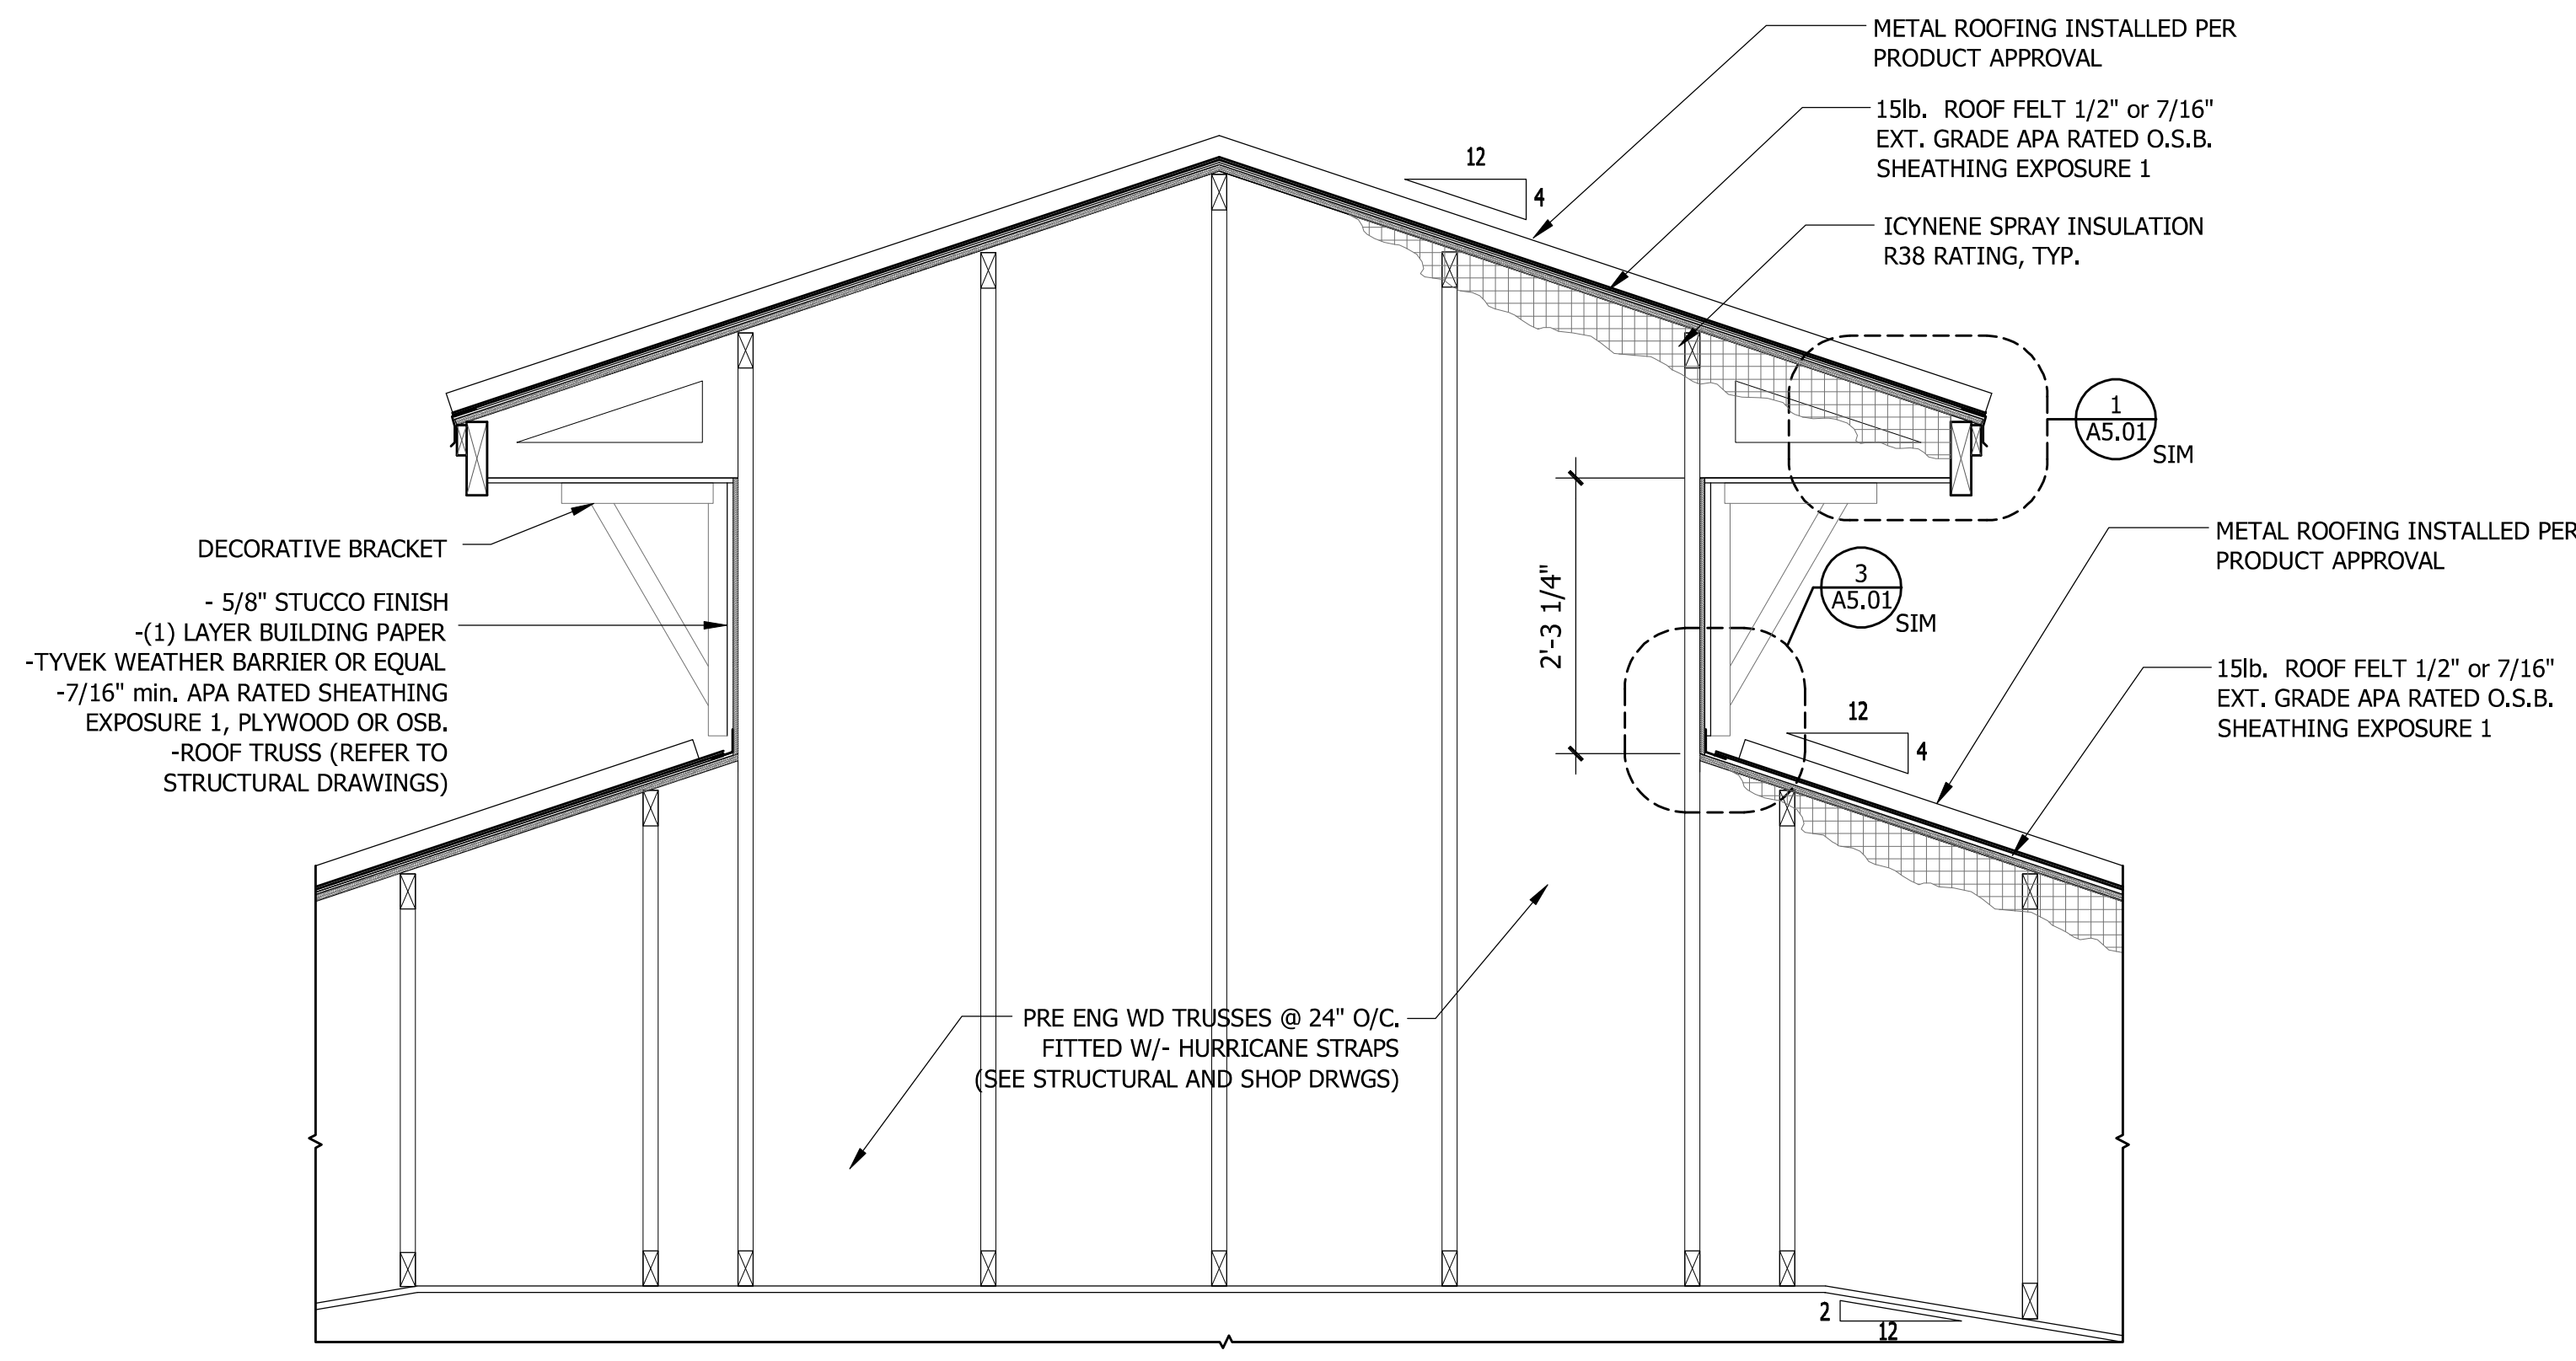 METAL ROOFING INSTALLED PER
PRODUCT APPROVAL
15lb. ROOF FELT 1/2" or 7/16"
EXT. GRADE APA RATED O.S.B.
SHEATHING EXPOSURE 1
12
4
ICYNENE SPRAY INSULATION
R38 RATING, TYP.
1
A5.01
SIM
DECORATIVE BRACKET
- 5/8" STUCCO FINISH
-(1) LAYER BUILDING PAPER
-TYVEK WEATHER BARRIER OR EQUAL
-7/16" min. APA RATED SHEATHING
EXPOSURE 1, PLYWOOD OR OSB.
-ROOF TRUSS (REFER TO
STRUCTURAL DRAWINGS)
2'-3 1/4"
3
A5.01
SIM
METAL ROOFING INSTALLED PER
PRODUCT APPROVAL
12
4
15lb. ROOF FELT 1/2" or 7/16"
EXT. GRADE APA RATED O.S.B.
SHEATHING EXPOSURE 1
PRE ENG WD TRUSSES @ 24" O/C.
FITTED W/- HURRICANE STRAPS
(SEE STRUCTURAL AND SHOP DRWGS)
2
12